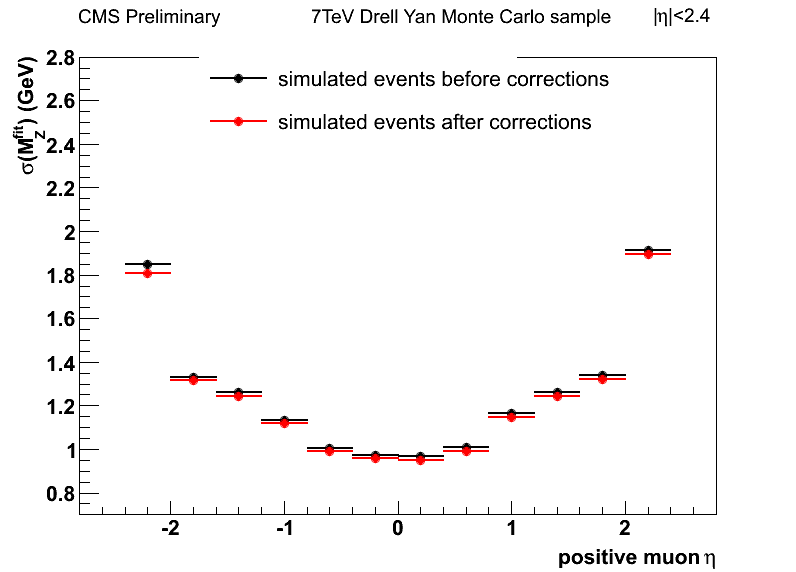 CMS Preliminary 7TeV Drell Yan Monte Carlo sample |η|<2.4
σ(M_Z^fit) (GeV)
simulated events before corrections
simulated events after corrections
2.8
2.6
2.4
2.2
2
1.8
1.6
1.4
1.2
1
0.8
-2 -1 0 1 2
positive muon η